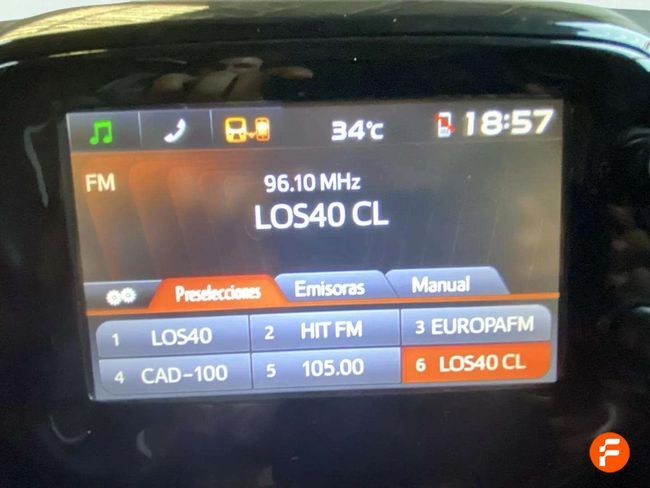 34°C 18:57
FM 96.10 MHz
LOS40 CL
Preselecciones Emisoras Manual
1 LOS40 2 HIT FM 3 EUROPAFM
4 CAD-100 5 105.00 6 LOS40 CL